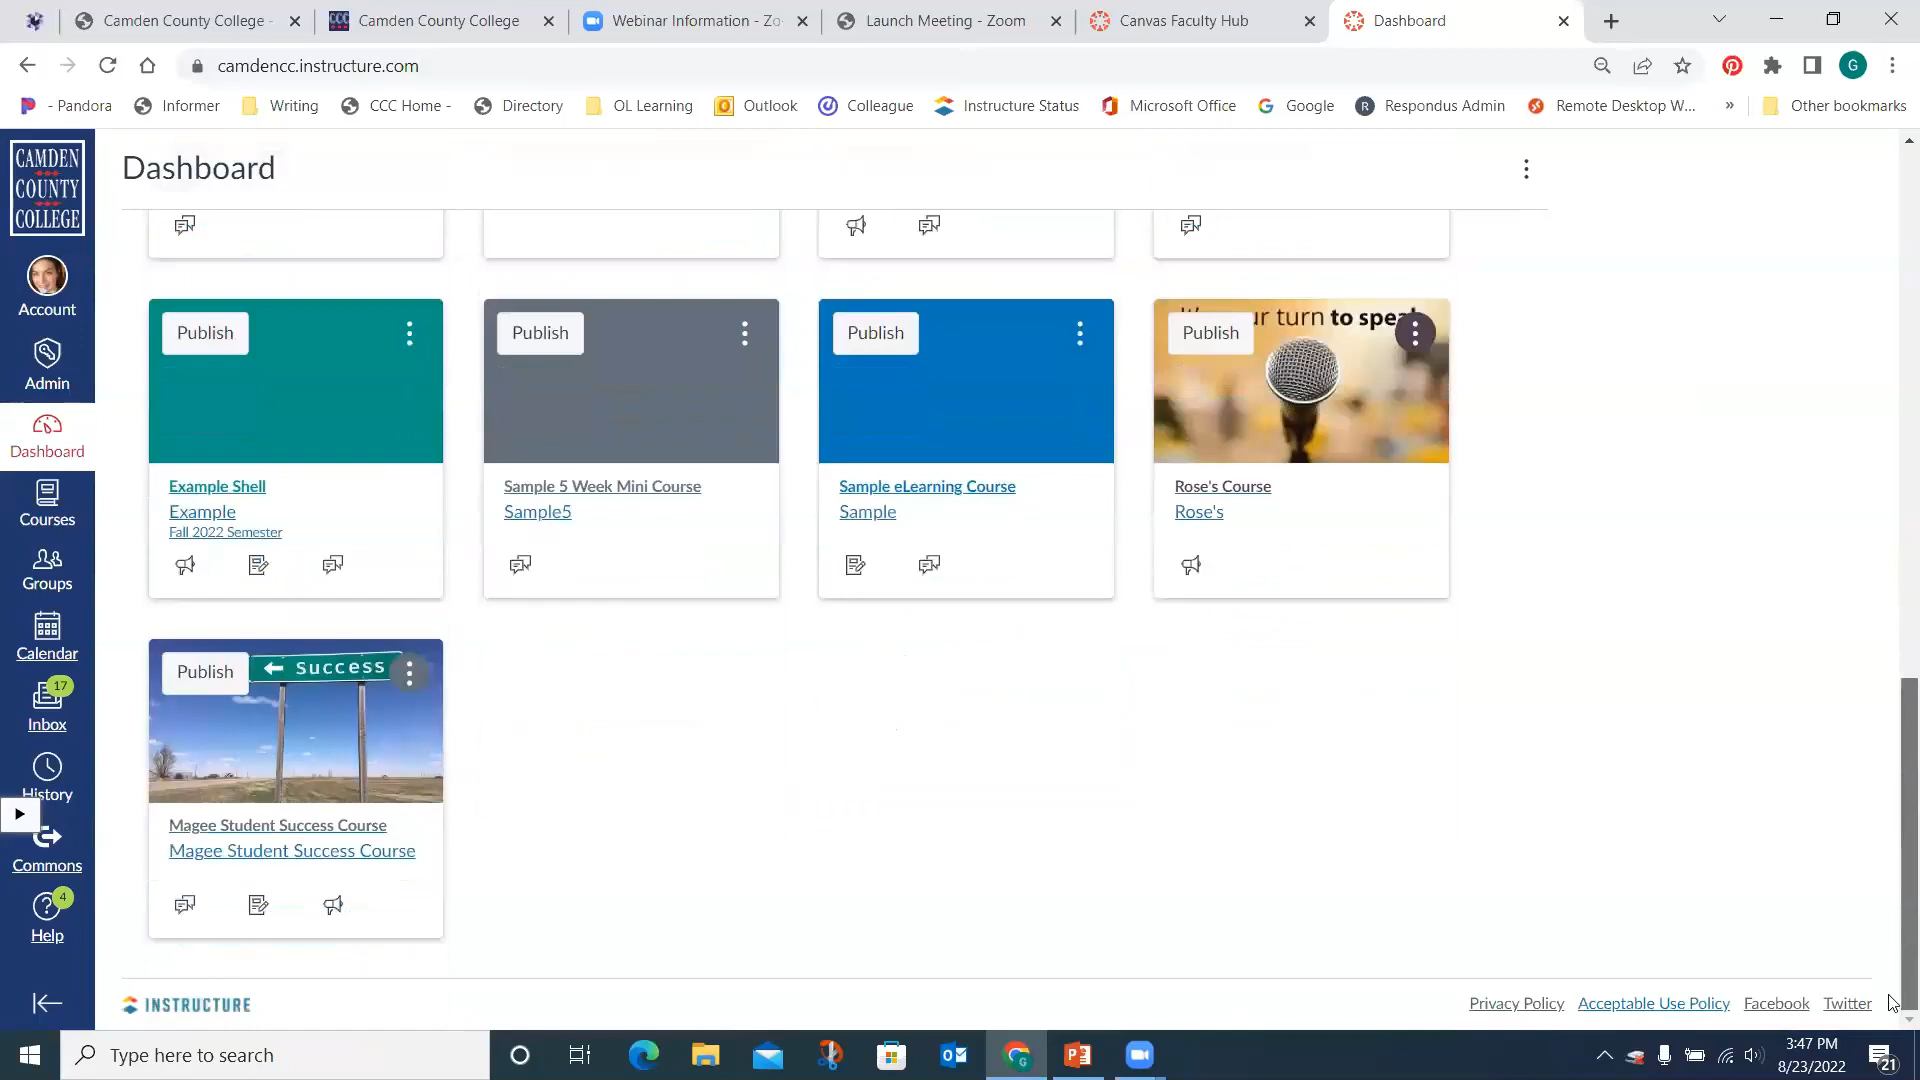 Camden County College -
Camden County College
Webinar Information - Zo
Launch Meeting - Zoom
Canvas Faculty Hub
Dashboard
camdencc.instructure.com
G
- Pandora
Informer
Writing
CCC Home -
Directory
OL Learning
Outlook
Colleague
Instructure Status
Microsoft Office
Google
Respondus Admin
Remote Desktop W...
»
Other bookmarks
CAMDEN
COUNTY
COLLEGE
Account
Admin
Dashboard
Courses
Groups
Calendar
17
Inbox
History
Commons
4
Help
Dashboard
Publish
Example Shell
Example
Fall 2022 Semester
Publish
Sample 5 Week Mini Course
Sample5
Publish
Sample eLearning Course
Sample
ur turn to speak
Publish
Rose's Course
Rose's
Publish
Success
Magee Student Success Course
Magee Student Success Course
INSTRUCTURE
Privacy Policy
Acceptable Use Policy
Facebook
Twitter
Type here to search
3:47 PM
8/23/2022
21